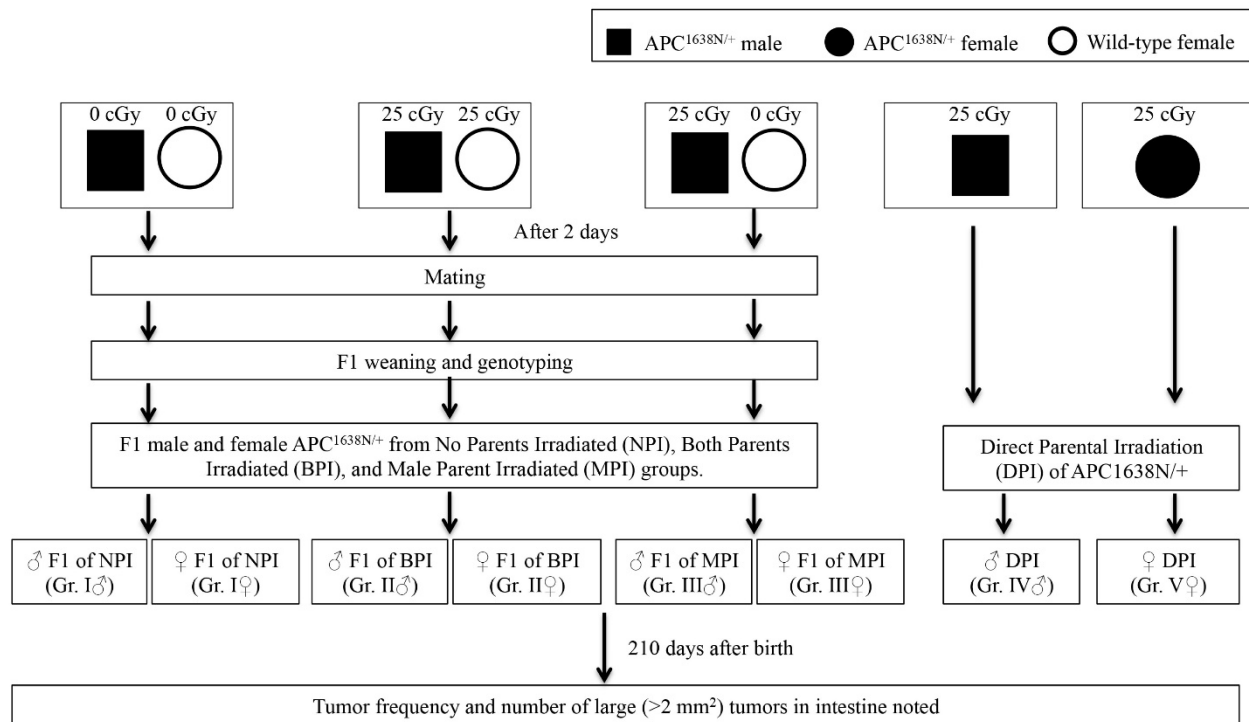 APC1638N/+ male
APC1638N/+ female
Wild-type female
0 cGy 0 cGy
25 cGy 25 cGy
25 cGy 0 cGy
25 cGy
25 cGy
After 2 days
Mating
F1 weaning and genotyping
F1 male and female APC1638N/+ from No Parents Irradiated (NPI), Both Parents
Irradiated (BPI), and Male Parent Irradiated (MPI) groups.
Direct Parental Irradiation
(DPI) of APC1638N/+
♂ F1 of NPI
(Gr. I♂)
♀ F1 of NPI
(Gr. I♀)
♂ F1 of BPI
(Gr. II♂)
♀ F1 of BPI
(Gr. II♀)
♂ F1 of MPI
(Gr. III♂)
♀ F1 of MPI
(Gr. III♀)
♂ DPI
(Gr. IV♂)
♀ DPI
(Gr. V♀)
210 days after birth
Tumor frequency and number of large (>2 mm²) tumors in intestine noted